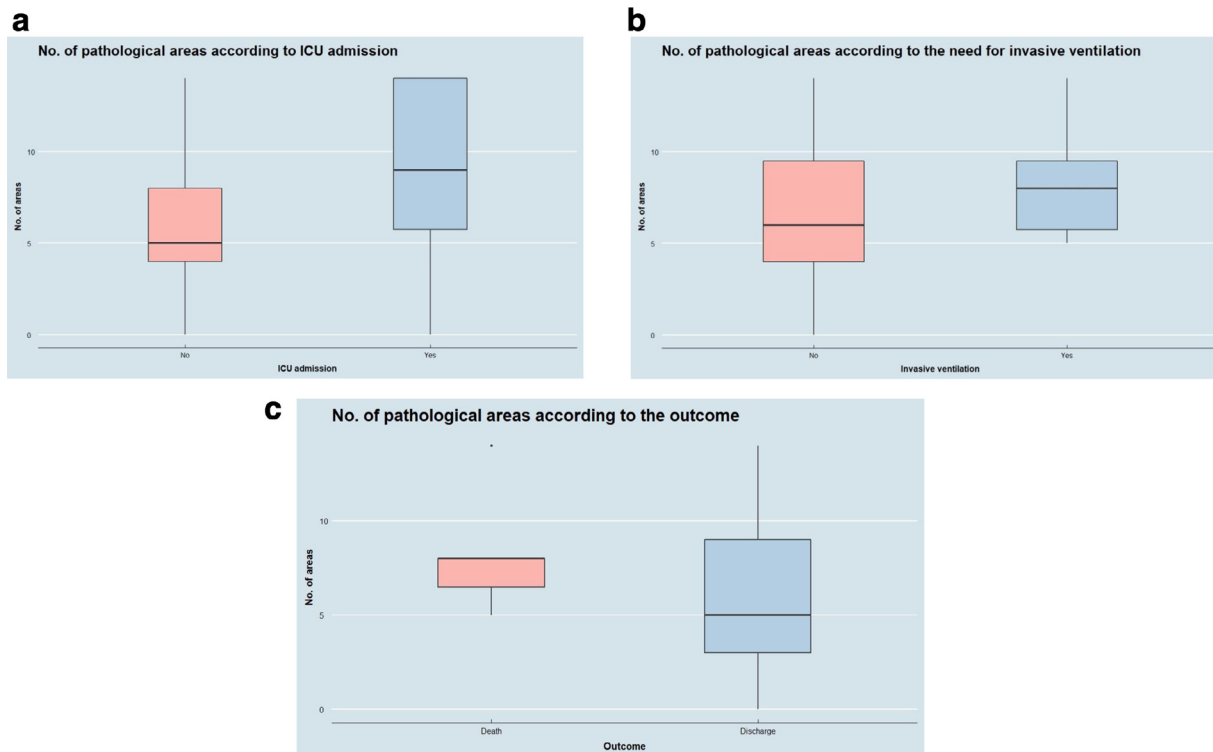 a
No. of pathological areas according to ICU admission
10
5
0
No. of areas
No Yes
ICU admission
b
No. of pathological areas according to the need for invasive ventilation
10
5
0
No. of areas
No Yes
Invasive ventilation
c
No. of pathological areas according to the outcome
10
5
0
No. of areas
Death Discharge
Outcome